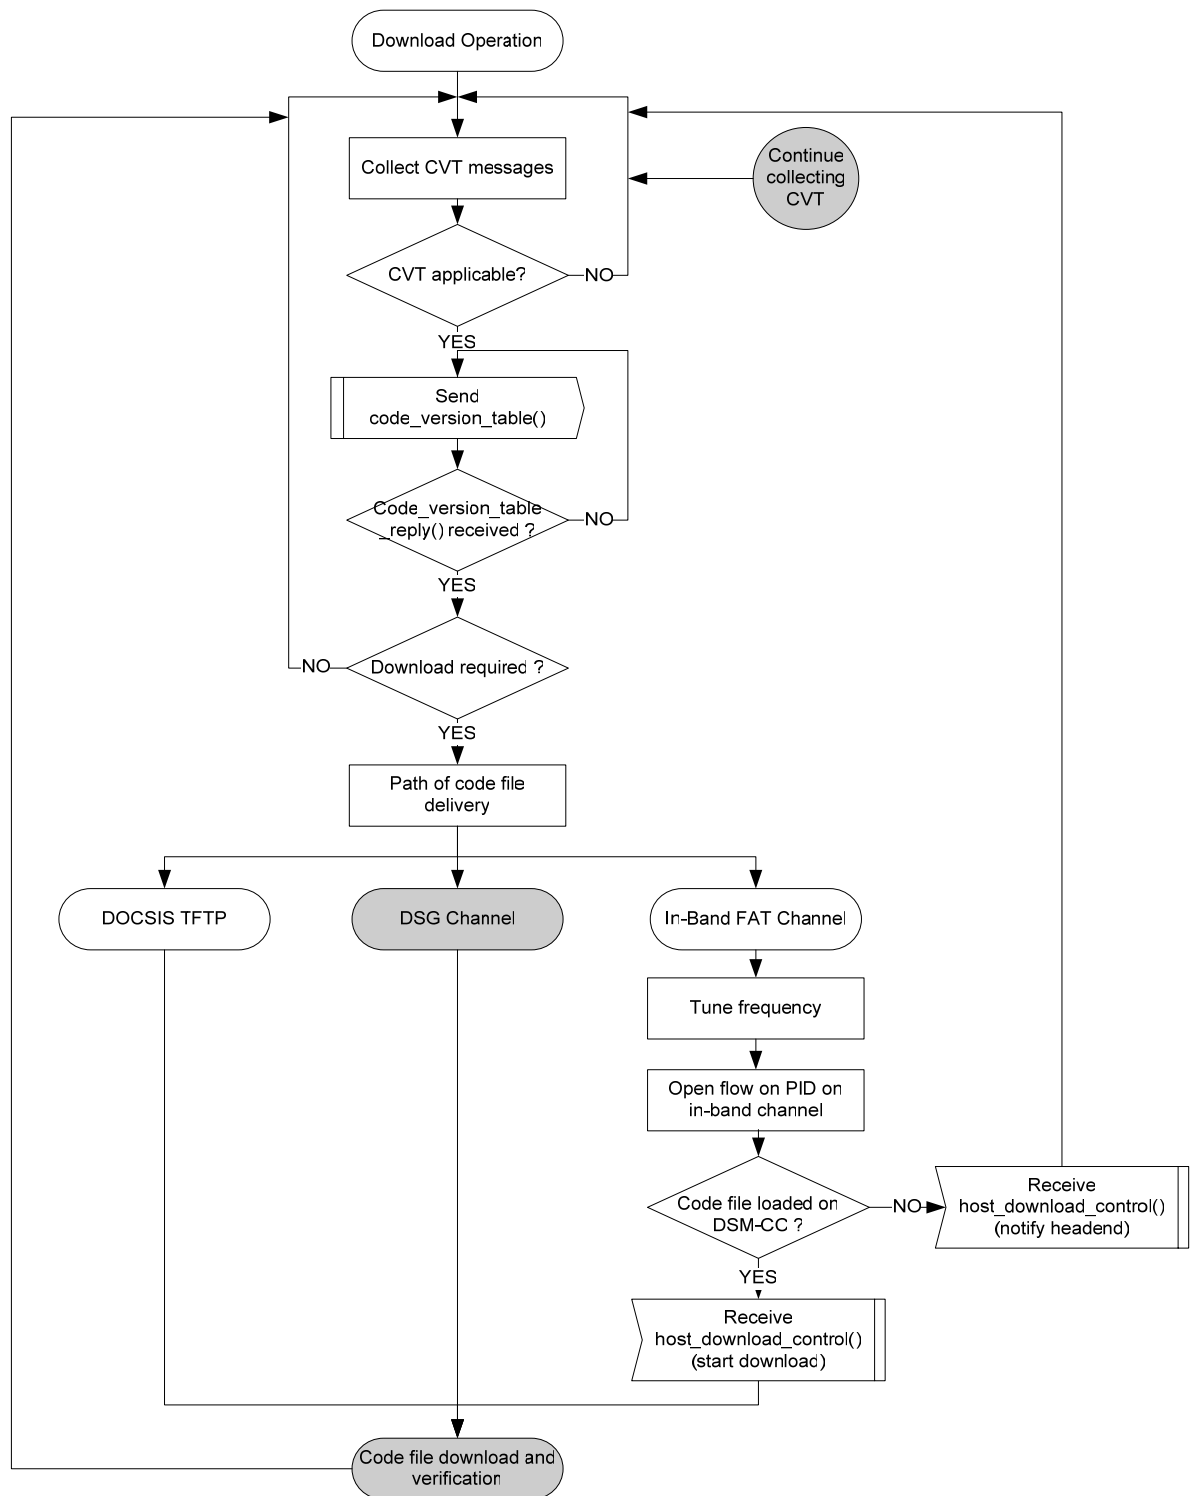 Download Operation
Continue
collecting
CVT
Collect CVT messages
CVT applicable?
NO
YES
Send
code_version_table()
Code_version_table
_reply() received ?
NO
YES
Download required ?
NO
YES
Path of code file
delivery
DOCSIS TFTP
DSG Channel
In-Band FAT Channel
Tune frequency
Open flow on PID on
in-band channel
Code file loaded on
DSM-CC ?
NO
Receive
host_download_control()
(notify headend)
YES
Receive
host_download_control()
(start download)
Code file download and
verification